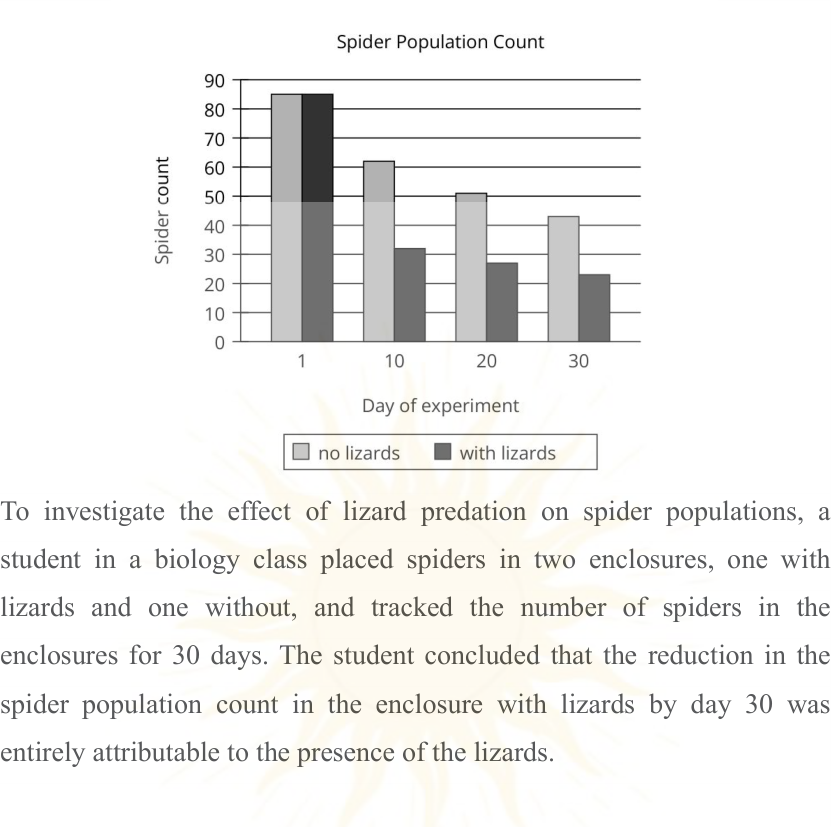 Spider Population Count
90
80
70
60
50
40
30
20
10
0
Spider count
1 10 20 30
Day of experiment
no lizards with lizards
To investigate the effect of lizard predation on spider populations, a
student in a biology class placed spiders in two enclosures, one with
lizards and one without, and tracked the number of spiders in the
enclosures for 30 days. The student concluded that the reduction in the
spider population count in the enclosure with lizards by day 30 was
entirely attributable to the presence of the lizards.